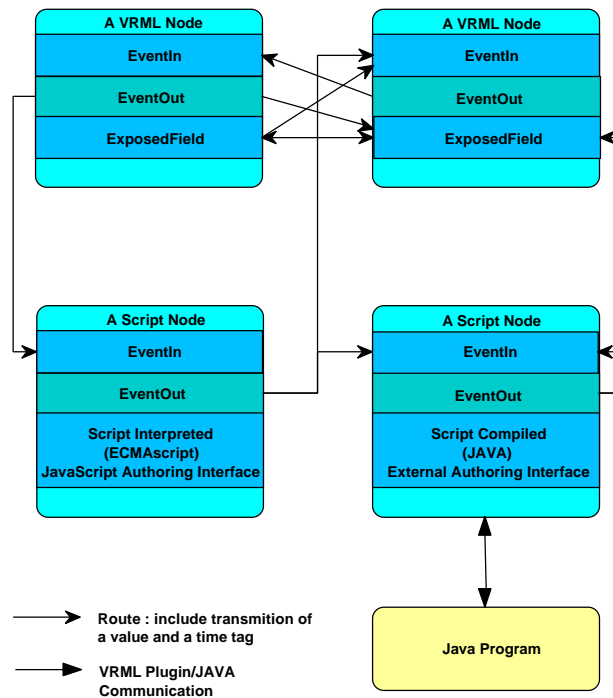 A VRML Node
EventIn
EventOut
ExposedField
A VRML Node
EventIn
EventOut
ExposedField
A Script Node
EventIn
EventOut
Script Interpreted
(ECMAscript)
JavaScript Authoring Interface
A Script Node
EventIn
EventOut
Script Compiled
(JAVA)
External Authoring Interface
Route : include transmition of
a value and a time tag
VRML Plugin/JAVA
Communication
Java Program